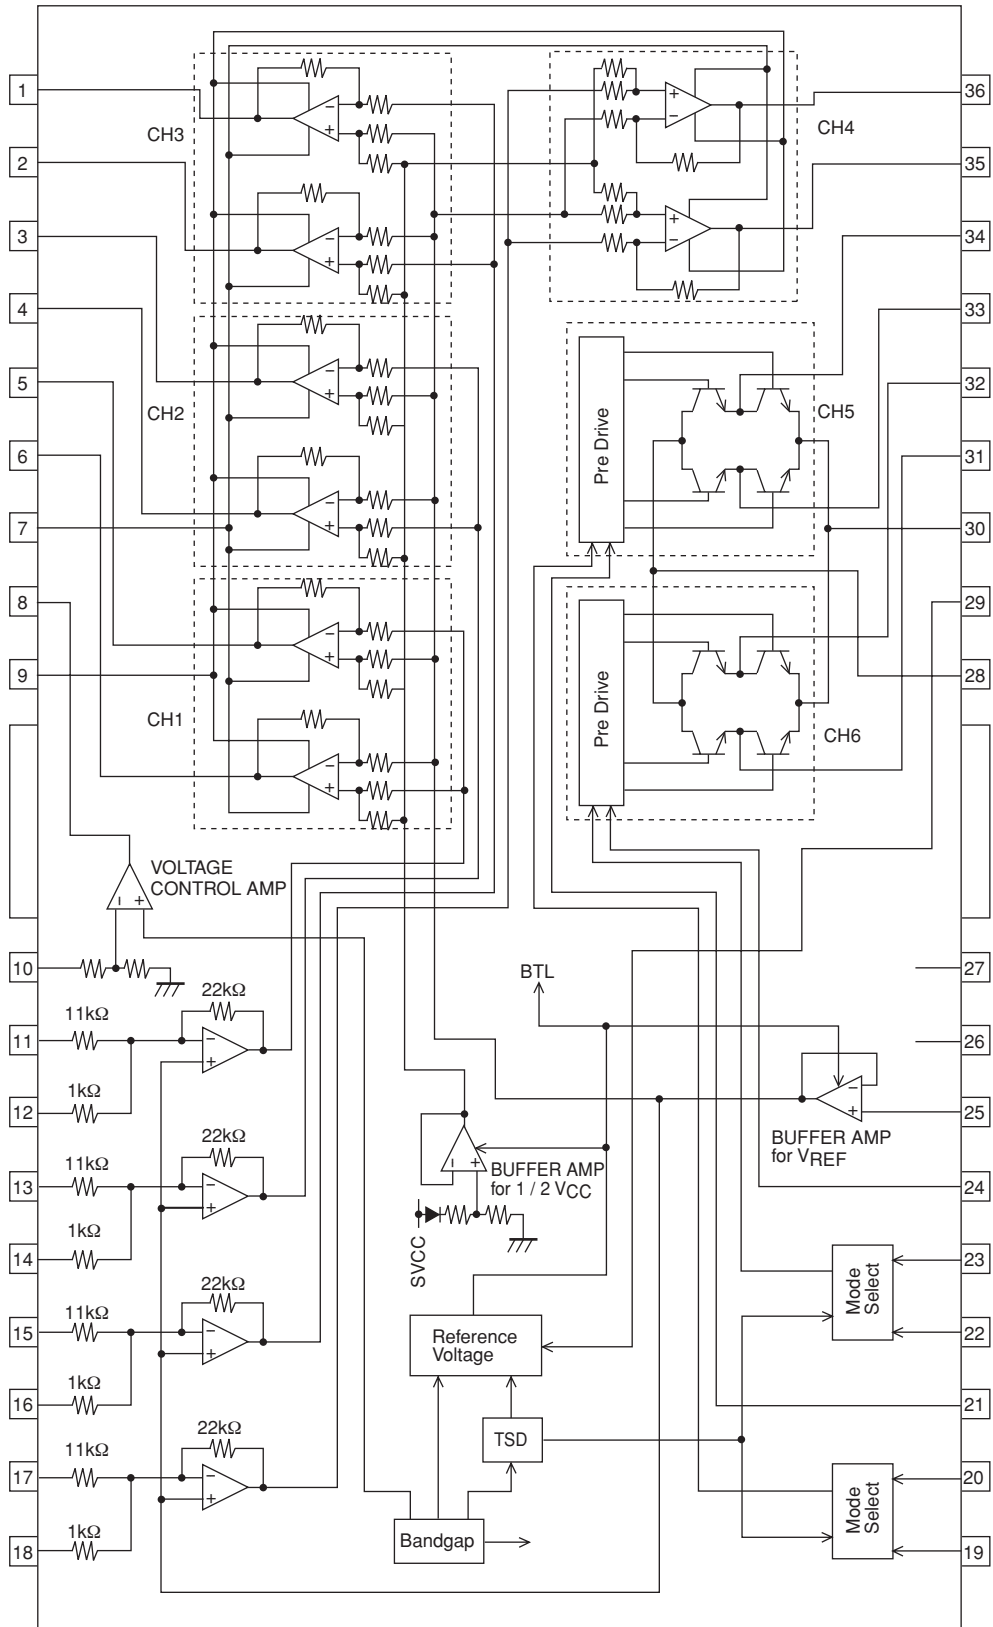 1
36
CH3
CH4
2
35
3
34
4
33
5
32
CH2
CH5
6
31
Pre Drive
7
30
8
29
9
28
Pre Drive
CH1
CH6
VOLTAGE
CONTROL AMP
10
27
BTL
22kΩ
11kΩ
11
26
1kΩ
12
25
BUFFER AMP
for VREF
22kΩ
11kΩ
BUFFER AMP
for 1 / 2 VCC
13
24
1kΩ
14
SVCC
23
22kΩ
11kΩ
Mode
Select
15
Reference
Voltage
22
1kΩ
16
21
22kΩ
11kΩ
TSD
17
20
Mode
Select
1kΩ
Bandgap
18
19
− + − + − + − + − + − +
+ − + −
− +
− +
− +
− +
− +
− +
− +